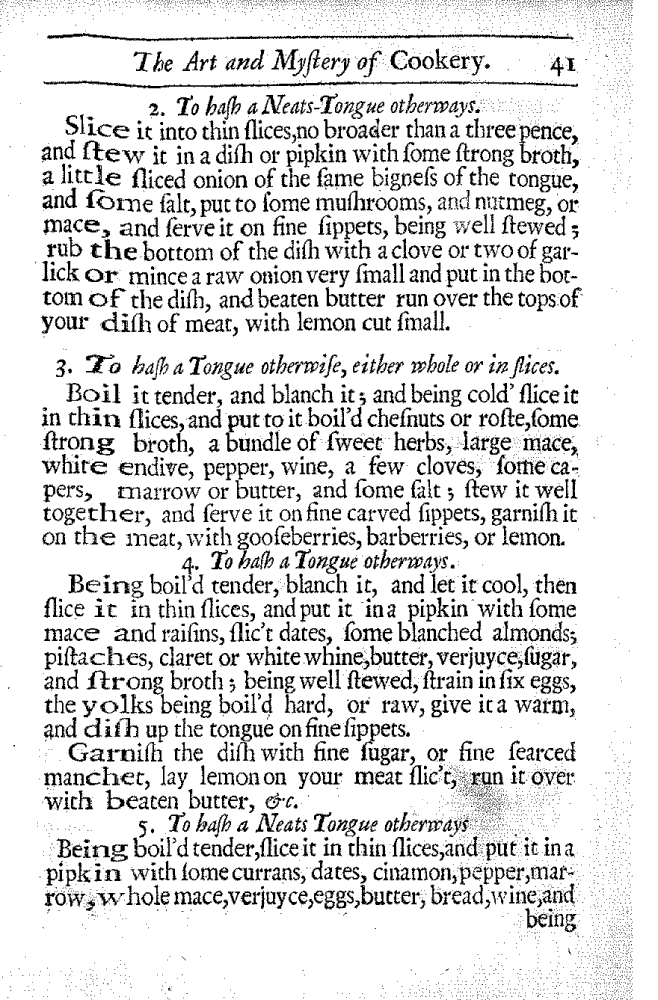 The Art and Myſtery of Cookery. 41
2. To haſh a Neats-Tongue otherways.
Slice it into thin ſlices,no broader than a three pence,
and ſtew it in a diſh or pipkin with ſome ſtrong broth,
a little ſliced onion of the ſame bigneſs of the tongue,
and ſome ſalt, put to ſome muſhrooms, and nutmeg, or
mace, and ſerve it on fine ſippets, being well ſtewed;
rub the bottom of the diſh with a clove or two of gar-
lick or mince a raw onion very ſmall and put in the bot-
tom of the diſh, and beaten butter run over the tops of
your diſh of meat, with lemon cut ſmall.
3. To haſh a Tongue otherwiſe, either whole or in ſlices.
Boil it tender, and blanch it; and being cold' ſlice it
in thin ſlices, and put to it boil'd cheſnuts or roſte,ſome
ſtrong broth, a bundle of ſweet herbs, large mace,
white endive, pepper, wine, a few cloves, ſome ca-
pers, marrow or butter, and ſome ſalt; ſtew it well
together, and ſerve it on fine carved ſippets, garniſh it
on the meat, with gooſeberries, barberries, or lemon.
4. To haſh a Tongue otherways.
Being boil'd tender, blanch it, and let it cool, then
ſlice it in thin ſlices, and put it in a pipkin with ſome
mace and raiſins, ſlic't dates, ſome blanched almonds;
piſtaches, claret or white whine,butter, verjuyce,ſugar,
and ſtrong broth; being well ſtewed, ſtrain in ſix eggs,
the yolks being boil'd hard, or raw, give it a warm,
and diſh up the tongue on fine ſippets.
Garniſh the diſh with fine ſugar, or fine ſearced
manchet, lay lemon on your meat ſlic't, run it over
with beaten butter, &c.
5. To haſh a Neats Tongue otherways
Being boil'd tender,ſlice it in thin ſlices,and put it in a
pipkin with ſome currans, dates, cinamon,pepper,mar-
row, whole mace,verjuyce,eggs,butter, bread,wine,and
being